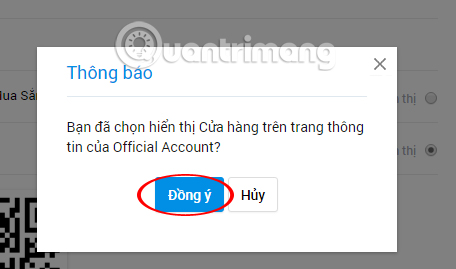 Quantrimang
Thông báo
lua Sắ
n thị
Bạn đã chọn hiển thị Cửa hàng trên trang thông
tin của Official Account?
n thị
Đồng ý
Hủy